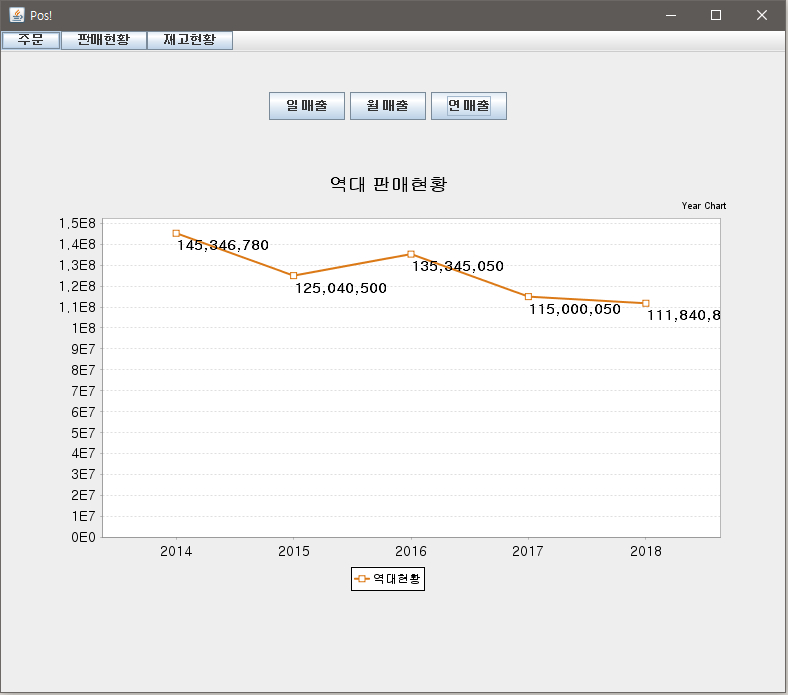 Pos!
주문 판매현황 재고현황
일 매출 월 매출 연 매출
역대 판매현황
Year Chart
1,5E8
1,4E8
1,3E8
1,2E8
1,1E8
1E8
9E7
8E7
7E7
6E7
5E7
4E7
3E7
2E7
1E7
0E0
145,346,780
125,040,500
135,345,050
115,000,050
111,840,8
2014 2015 2016 2017 2018
역대현황